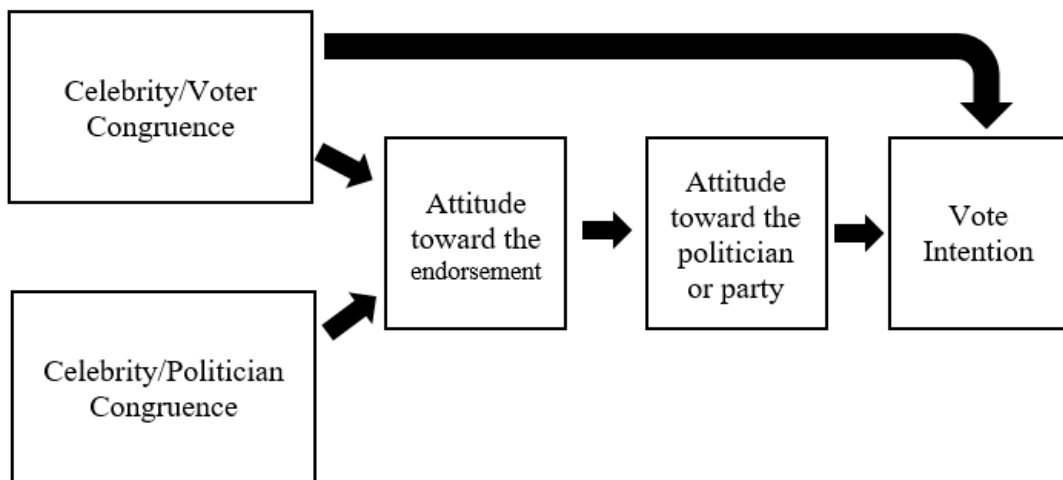 Celebrity/Voter
Congruence
Attitude
toward the
endorsement
Attitude
toward the
politician
or party
Vote
Intention
Celebrity/Politician
Congruence